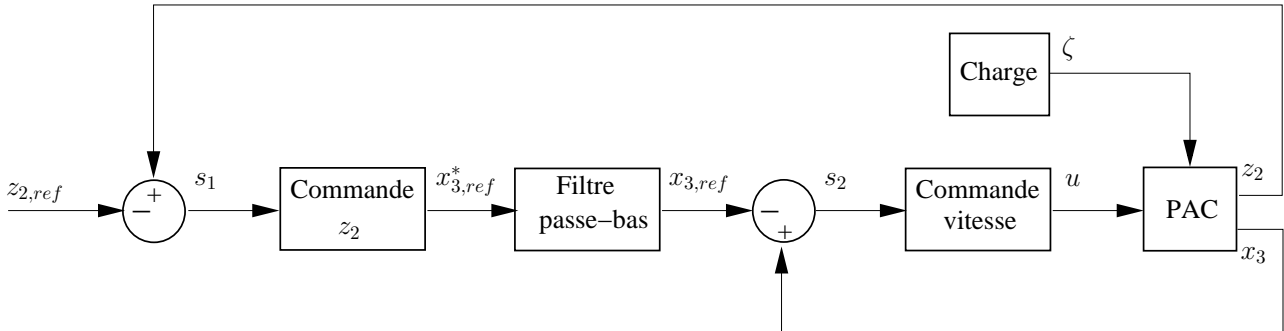 Charge
ζ
z_{2,ref}
+
−
s_1
Commande
z_2
x^*_{3,ref}
Filtre
passe−bas
x_{3,ref}
−
+
s_2
Commande
vitesse
u
PAC
z_2
x_3